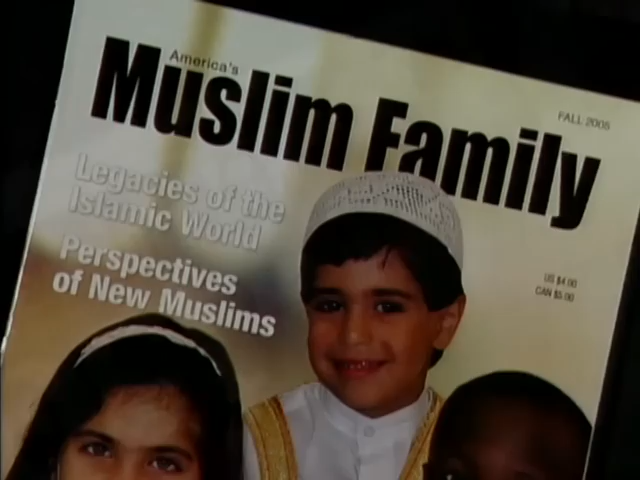 America's
Muslim Family
FALL 2005
Legacies of the
Islamic World
Perspectives
of New Muslims
US $4.00
CAN $5.00